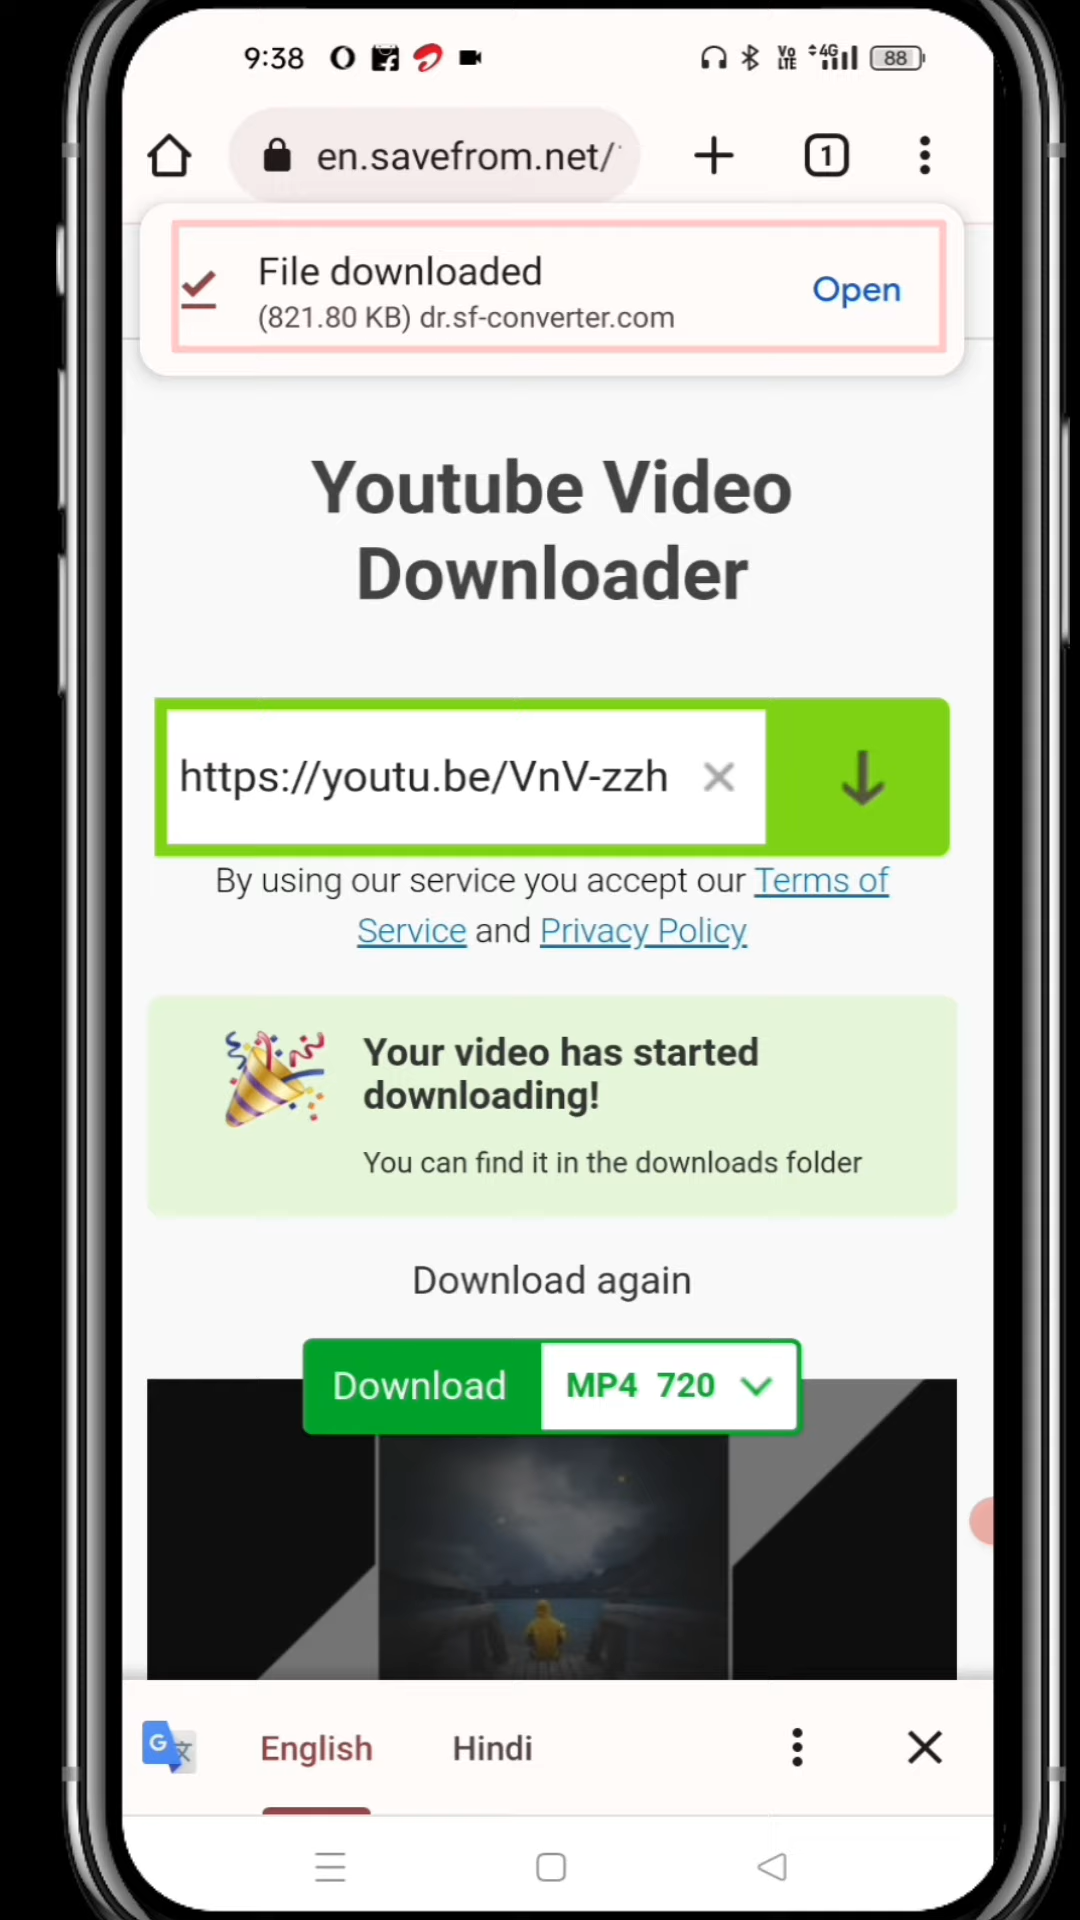 9:38
Vo LTE 4G 88
en.savefrom.net/
1
File downloaded
(821.80 KB) dr.sf-converter.com
Open
Youtube Video
Downloader
https://youtu.be/VnV-zzh
By using our service you accept our Terms of
Service and Privacy Policy
Your video has started
downloading!
You can find it in the downloads folder
Download again
Download MP4 720
English Hindi